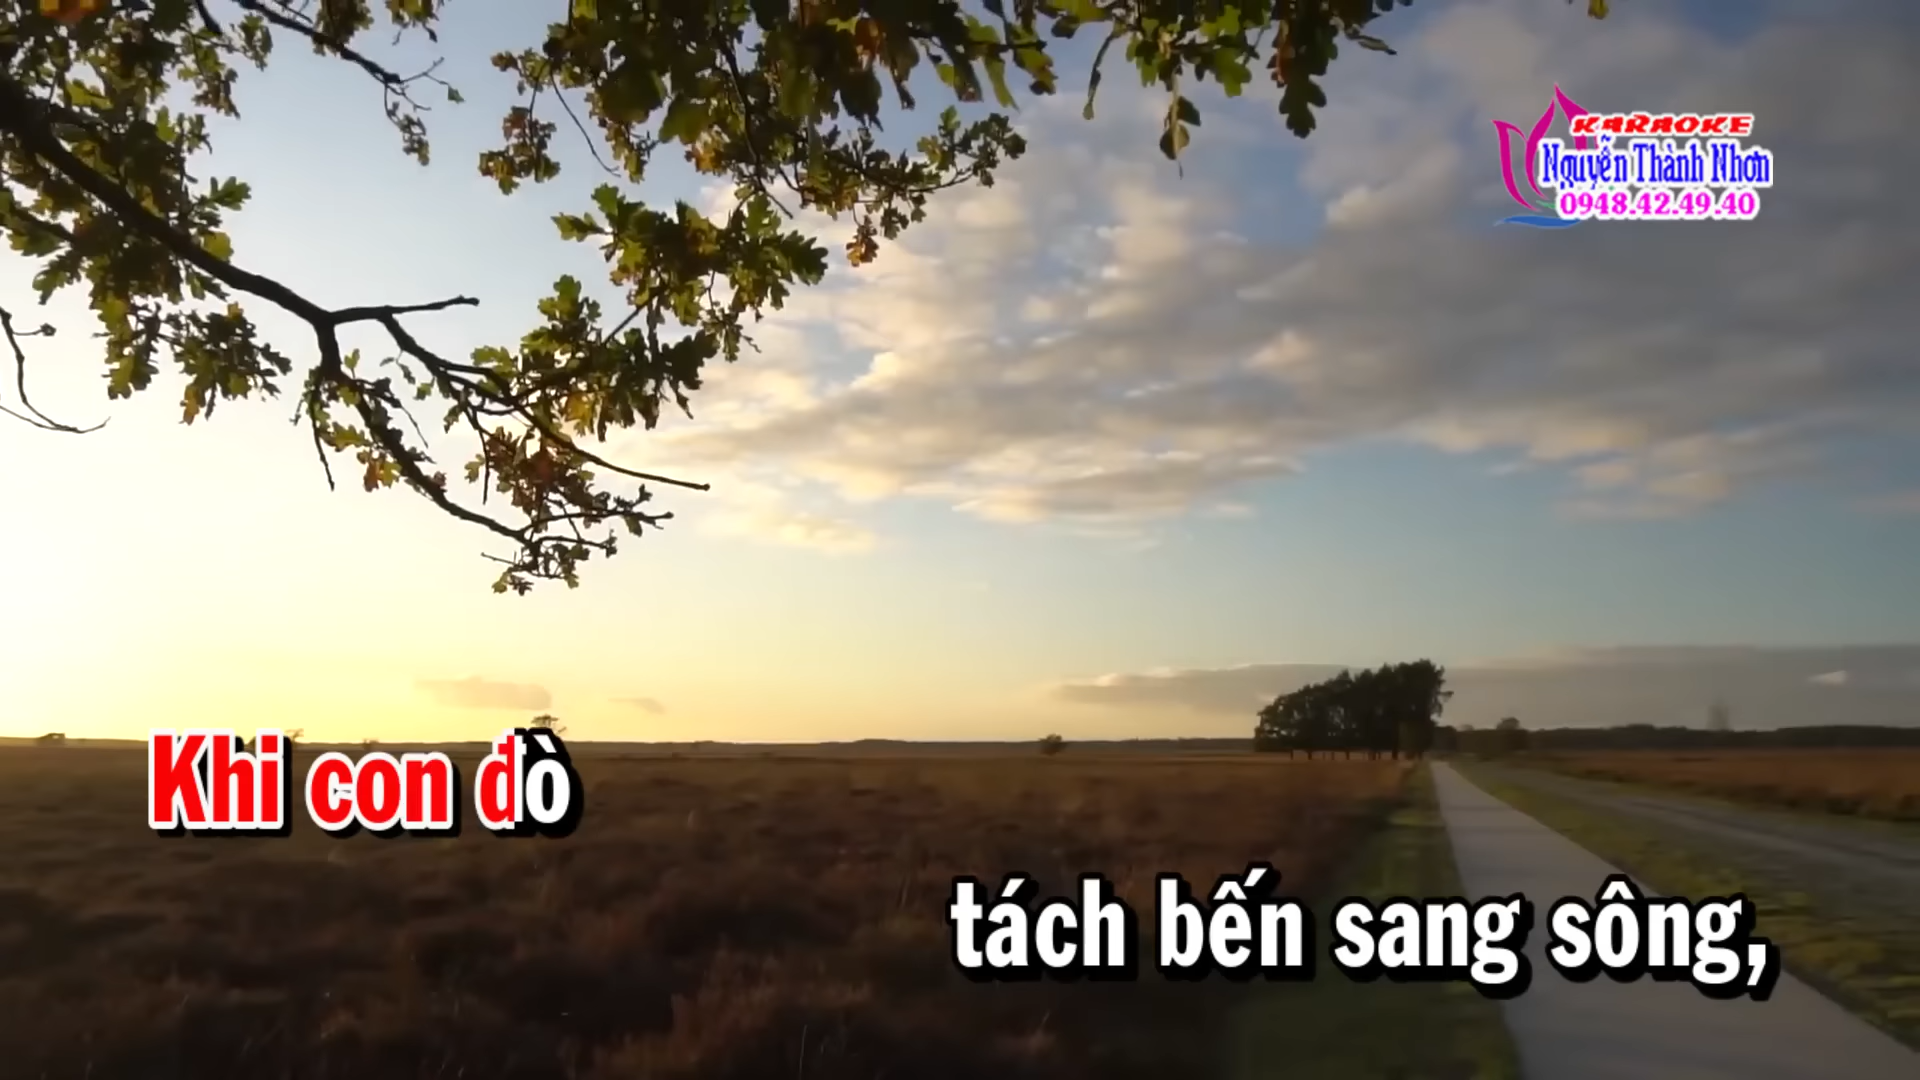 KARAOKE
Nguyễn Thành Nhơn
0948.42.49.40
Khi con đò
tách bến sang sông,